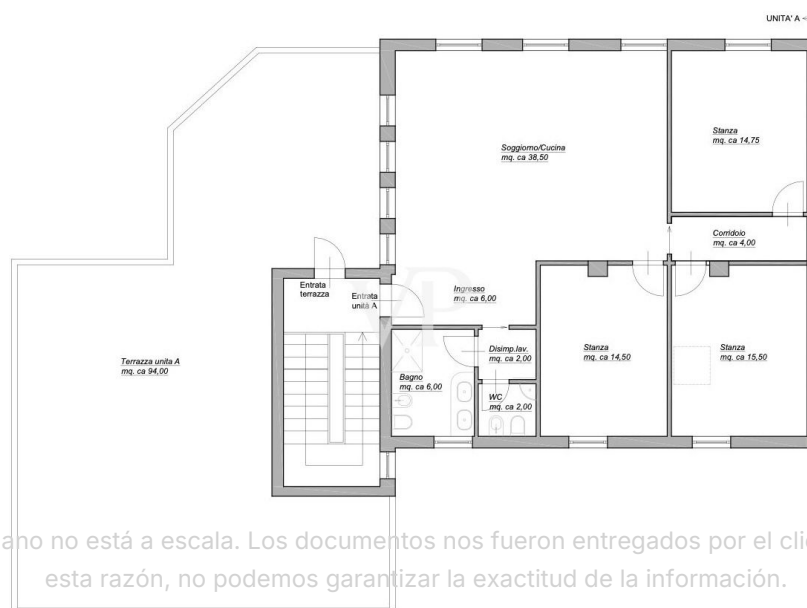 UNITA' A
Stanza
mq. ca 14,75
Soggiorno/Cucina
mq. ca 38,50
Corridoio
mq. ca 4,00
Entrata
terrazza
Entrata
unità A
Ingresso
mq. ca 6,00
VP
Terrazza unita A
mq. ca 94,00
Disimp.lav.
mq. ca 2,00
Stanza
mq. ca 14,50
Stanza
mq. ca 15,50
Bagno
mq. ca 6,00
WC
mq. ca 2,00
ano no está a escala. Los documentos nos fueron entregados por el clie
esta razón, no podemos garantizar la exactitud de la información.